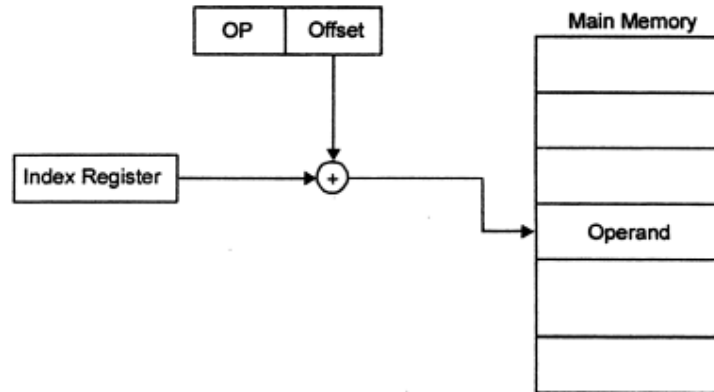 OP
Offset
Main Memory
Index Register
+
Operand